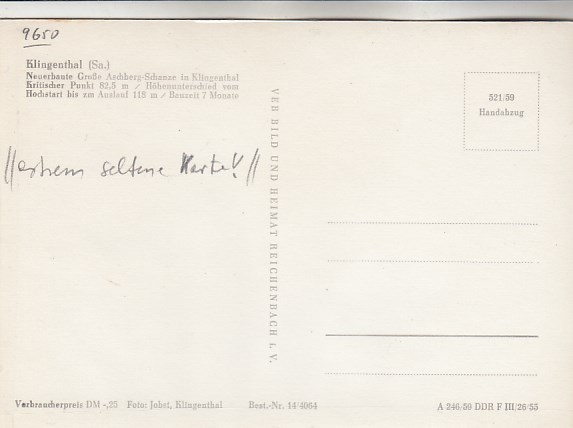 9650
Klingenthal (Sa.)
Neuerbaute Große Aschberg-Schanze in Klingenthal
Kritischer Punkt 82,5 m / Höhenunterschied vom
Hochstart bis zm Auslauf 118 m / Bauzeit 7 Monate
//extrem seltene Karte!//
VEB BILD UND HEIMAT REICHENBACH i. V.
521/59
Handabzug
Verbraucherpreis DM -,25 Foto: Jobst, Klingenthal Best.-Nr. 14/4064
A 246/59 DDR F III/26/53